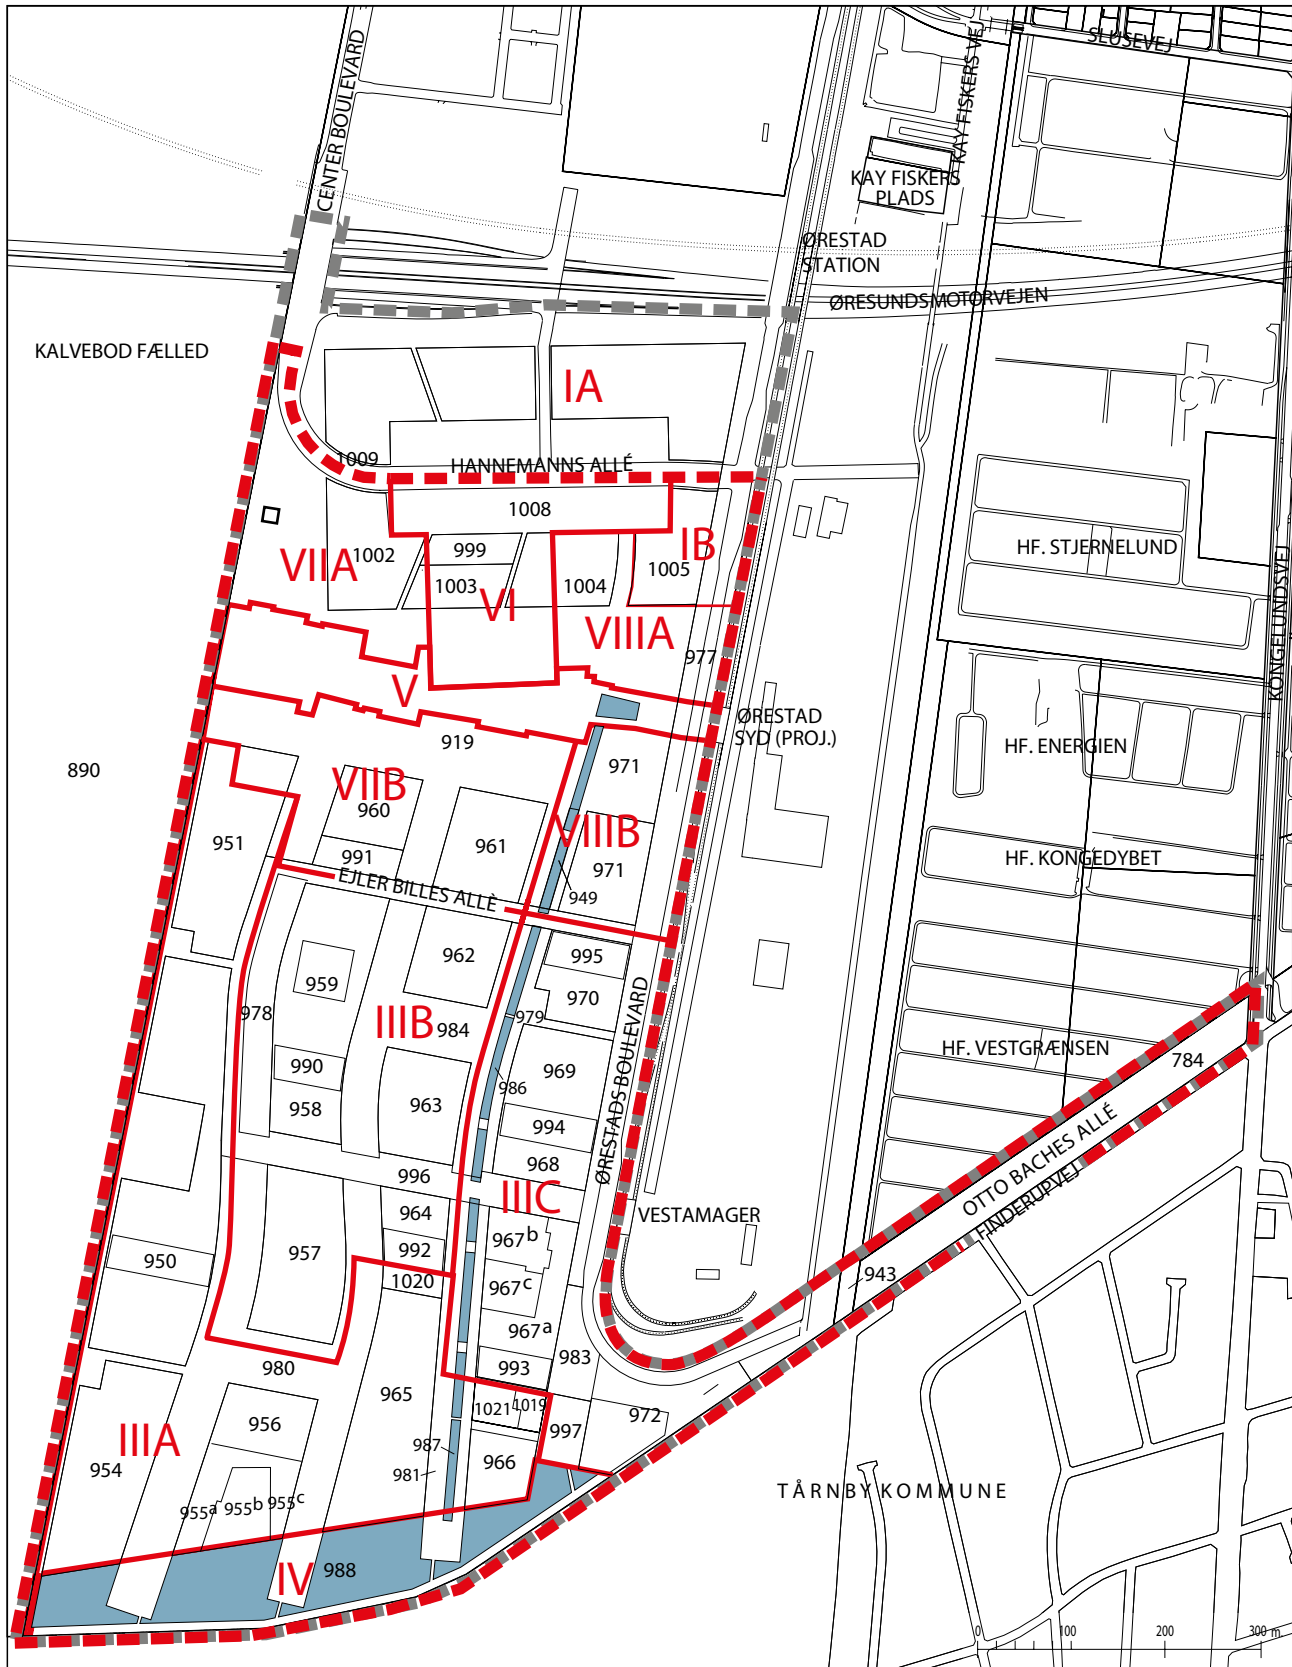 SLUSEVEJ
CENTER BOULEVARD
KAY FISKERS VEJ
KAY FISKERS
PLADS
ØRESTAD
STATION
ØRESUNDSMOTORVEJEN
KALVEBOD FÆLLED
IA
1009
HANNEMANNS ALLÉ
1008
IB
1002
999
VIIA
1003
VI
1004
1005
HF. STJERNELUND
KONGELUNDSVEJ
VIIIA
977
V
ØRESTAD
SYD (PROJ.)
919
HF. ENERGIEN
890
971
VIIB
960
951
991
961
VIIIB
971
HF. KONGEDYBET
EJLER BILLES ALLÈ
949
962
995
959
970
978
IIIB
984
979
ØRESTADS BOULEVARD
HF. VESTGRÆNSEN
784
990
986
969
958
963
994
968
996
OTTO BACHES ALLÉ
FINDERUPVEJ
IIIC
964
VESTAMAGER
967b
957
992
950
1020
967c
943
967a
980
993
983
965
956
1021
1019
972
IIIA
997
987
954
966
981
955a
955b
955c
TÅRNBY KOMMUNE
IV
988
0
100
200
300 m.